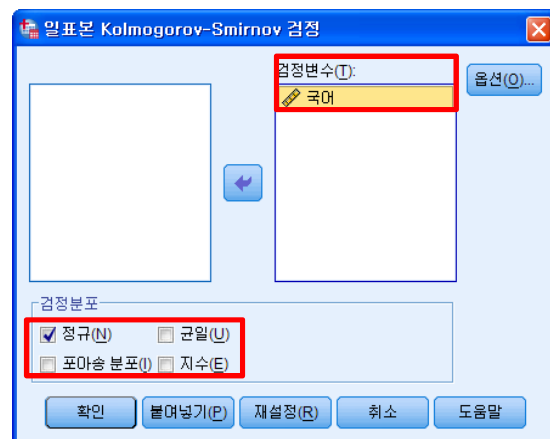 일표본 Kolmogorov-Smirnov 검정
검정변수(T):
국어
옵션(O)...
검정분포
정규(N) 균일(U)
포아송 분포(I) 지수(E)
확인 붙여넣기(P) 재설정(R) 취소 도움말